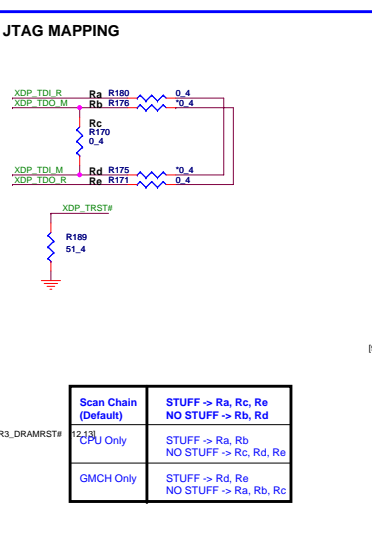 JTAG MAPPING
XDP_TDI_R Ra R180 0_4
XDP_TDO_M Rb R176 *0_4
Rc
R170
0_4
XDP_TDI_M Rd R175 *0_4
XDP_TDO_R Re R171 0_4
XDP_TRST#
R189
51_4
Scan Chain STUFF -> Ra, Rc, Re
(Default) NO STUFF -> Rb, Rd
R3_DRAMRST# 12,13]
CPU Only STUFF -> Ra, Rb
NO STUFF -> Rc, Rd, Re
GMCH Only STUFF -> Rd, Re
NO STUFF -> Ra, Rb, Rc